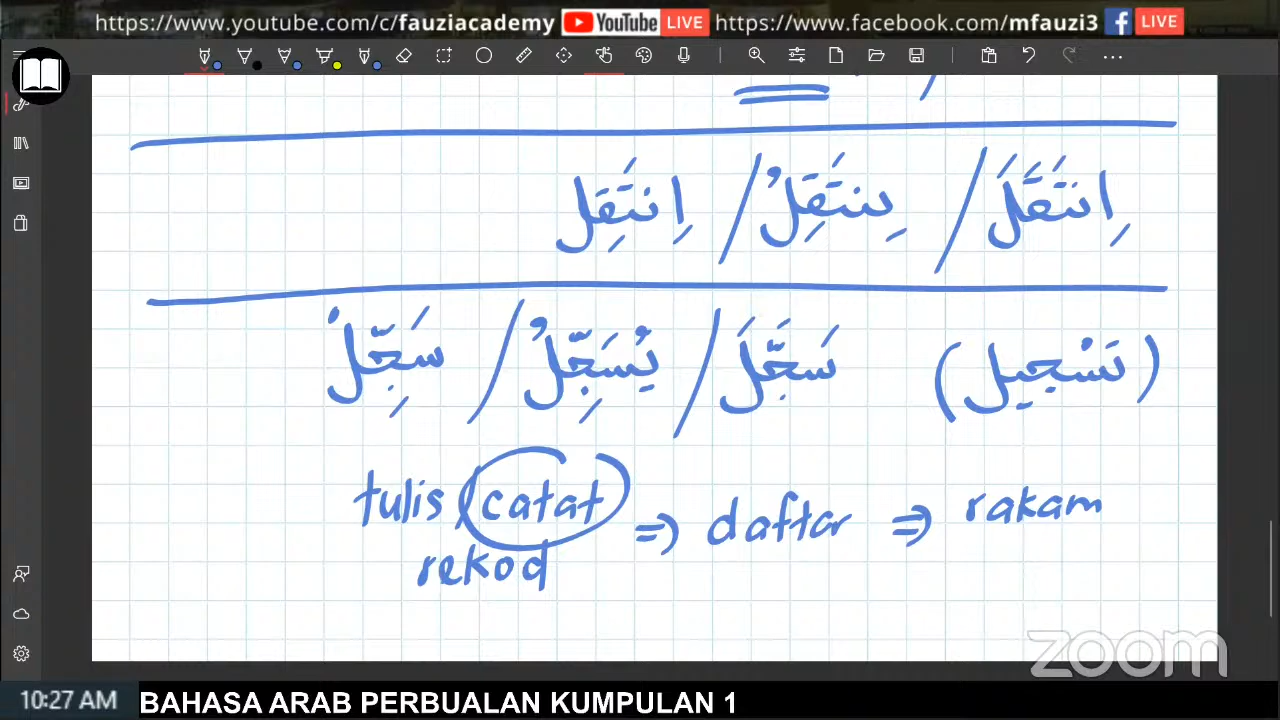 https://www.youtube.com/c/fauziacademy YouTube LIVE https://www.facebook.com/mfauzi3 f LIVE
اِنتَقَلَ / يَنتَقِلُ / اِنتَقِل
(تَسْجِيل) سَجَّلَ / يُسَجِّلُ / سَجِّلْ
tulis / catat ⇒ daftar ⇒ rakam
rekod
zoom
10:27 AM BAHASA ARAB PERBUALAN KUMPULAN 1